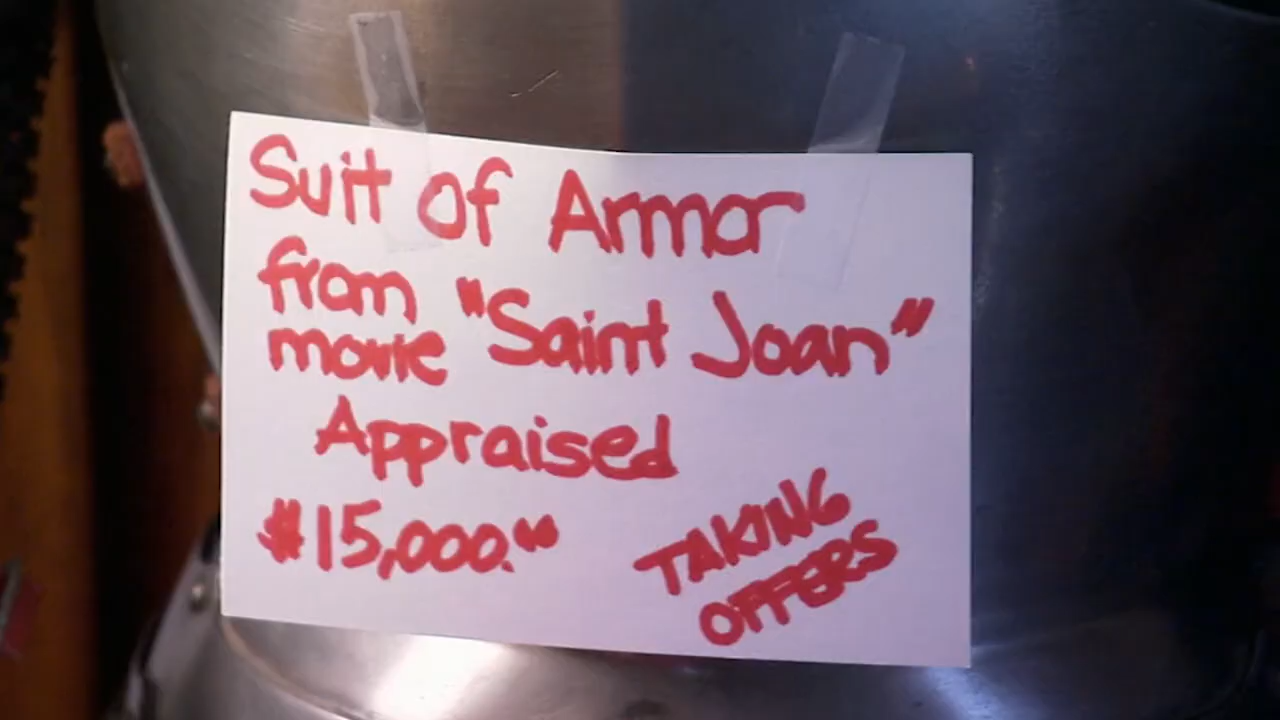 Suit of Armor
from
movie "Saint Joan"
Appraised
$15,000.00
TAKING
OFFERS